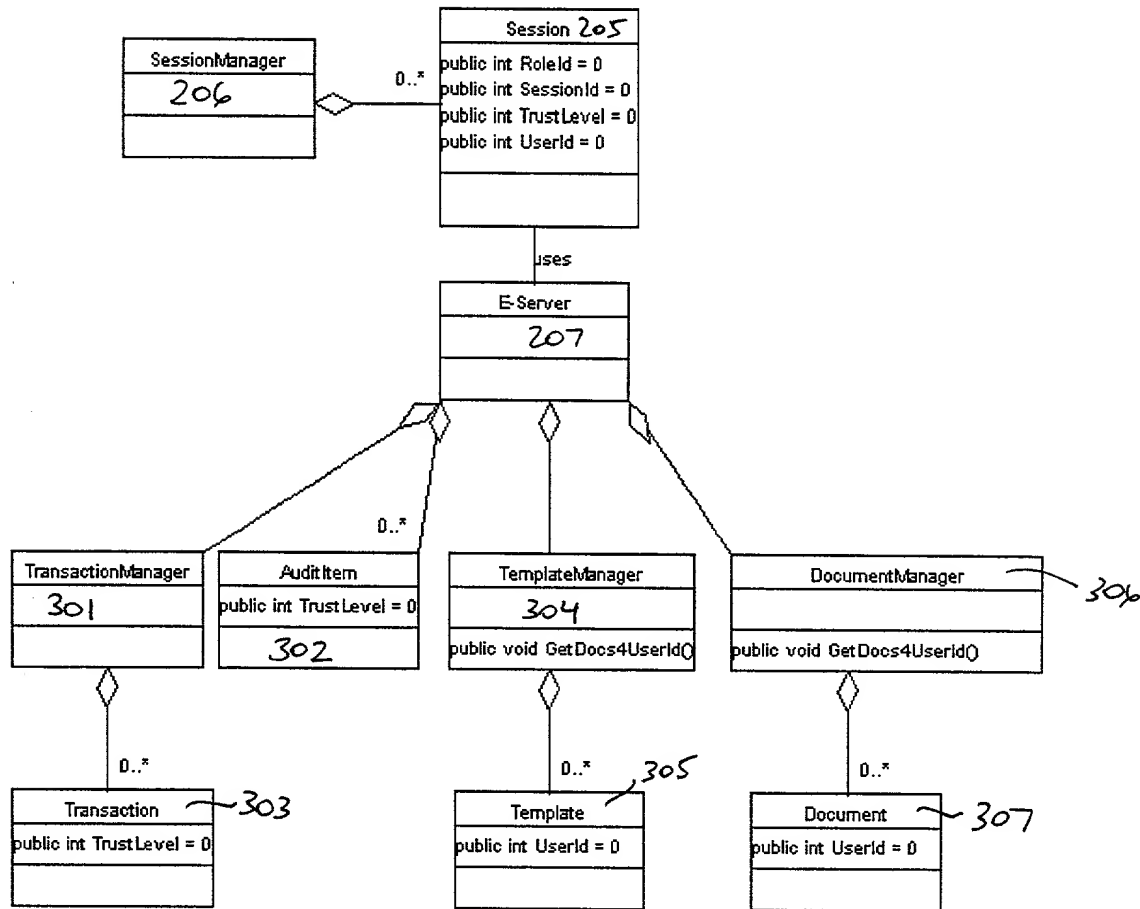 Session 205
public int RoleId = 0
public int SessionId = 0
public int TrustLevel = 0
public int UserId = 0
SessionManager
206
0..*
uses
E-Server
207
0..*
TransactionManager
301
AuditItem
public int TrustLevel = 0
302
TemplateManager
304
public void GetDocs4UserId()
DocumentManager
306
public void GetDocs4UserId()
0..*
0..*
0..*
Transaction
303
public int TrustLevel = 0
Template
305
public int UserId = 0
Document
307
public int UserId = 0